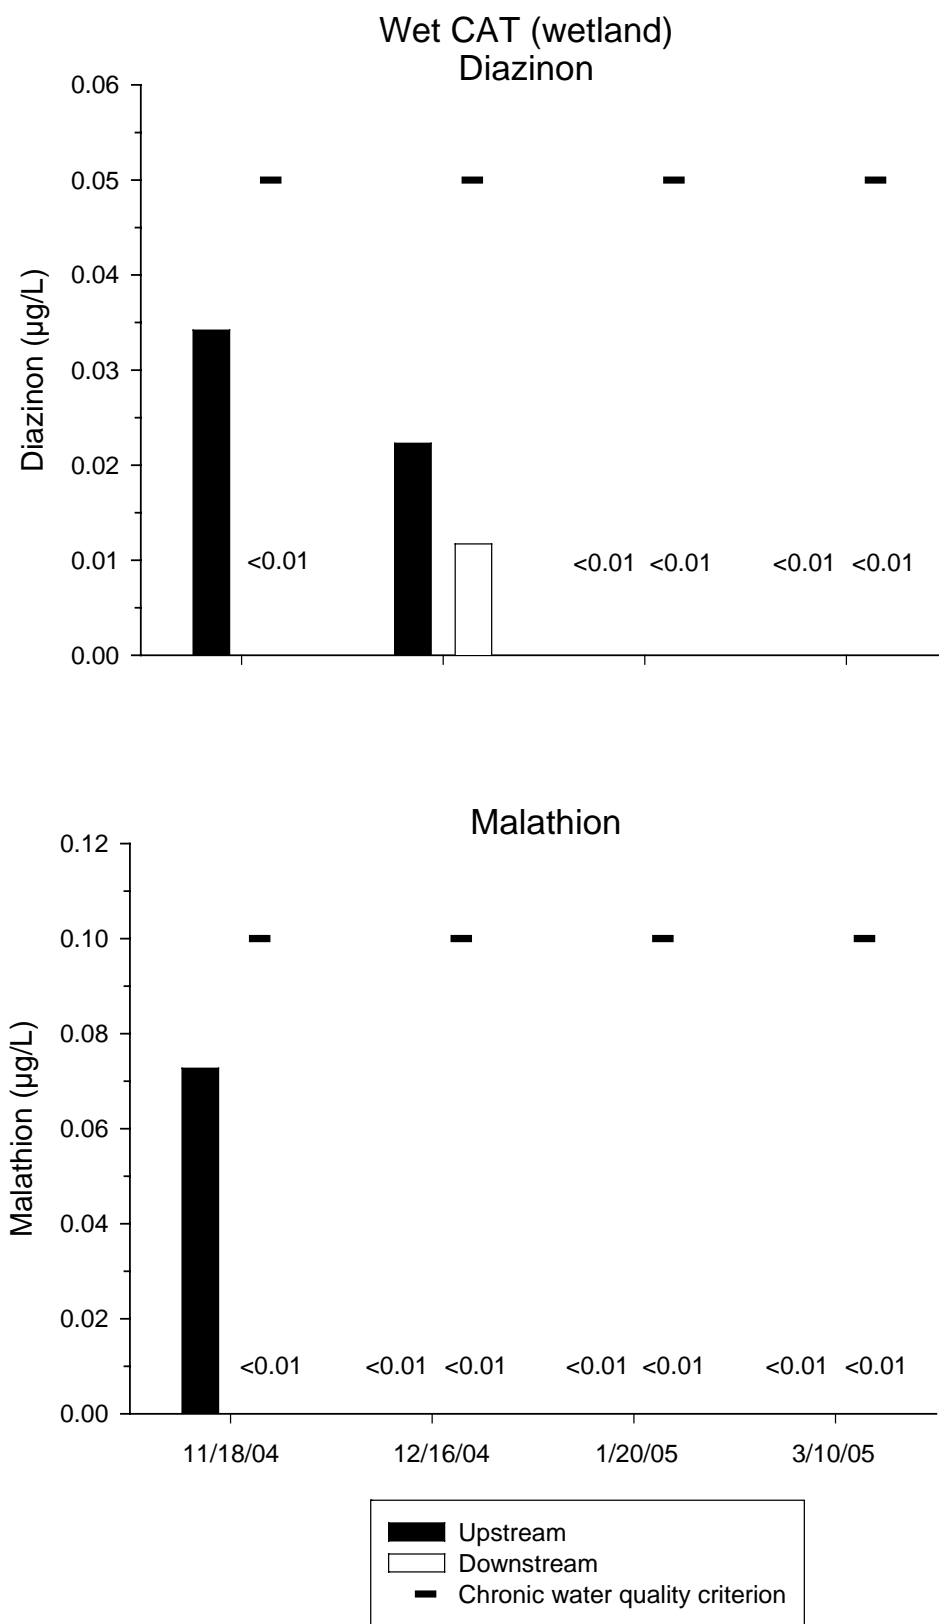 Wet CAT (wetland)
Diazinon
0.06
0.05
0.04
0.03
0.02
0.01
0.00
Diazinon (µg/L)
<0.01
<0.01 <0.01
<0.01 <0.01
Malathion
0.12
0.10
0.08
0.06
0.04
0.02
0.00
Malathion (µg/L)
<0.01
<0.01 <0.01
<0.01 <0.01
<0.01 <0.01
11/18/04 12/16/04 1/20/05 3/10/05
Upstream
Downstream
Chronic water quality criterion